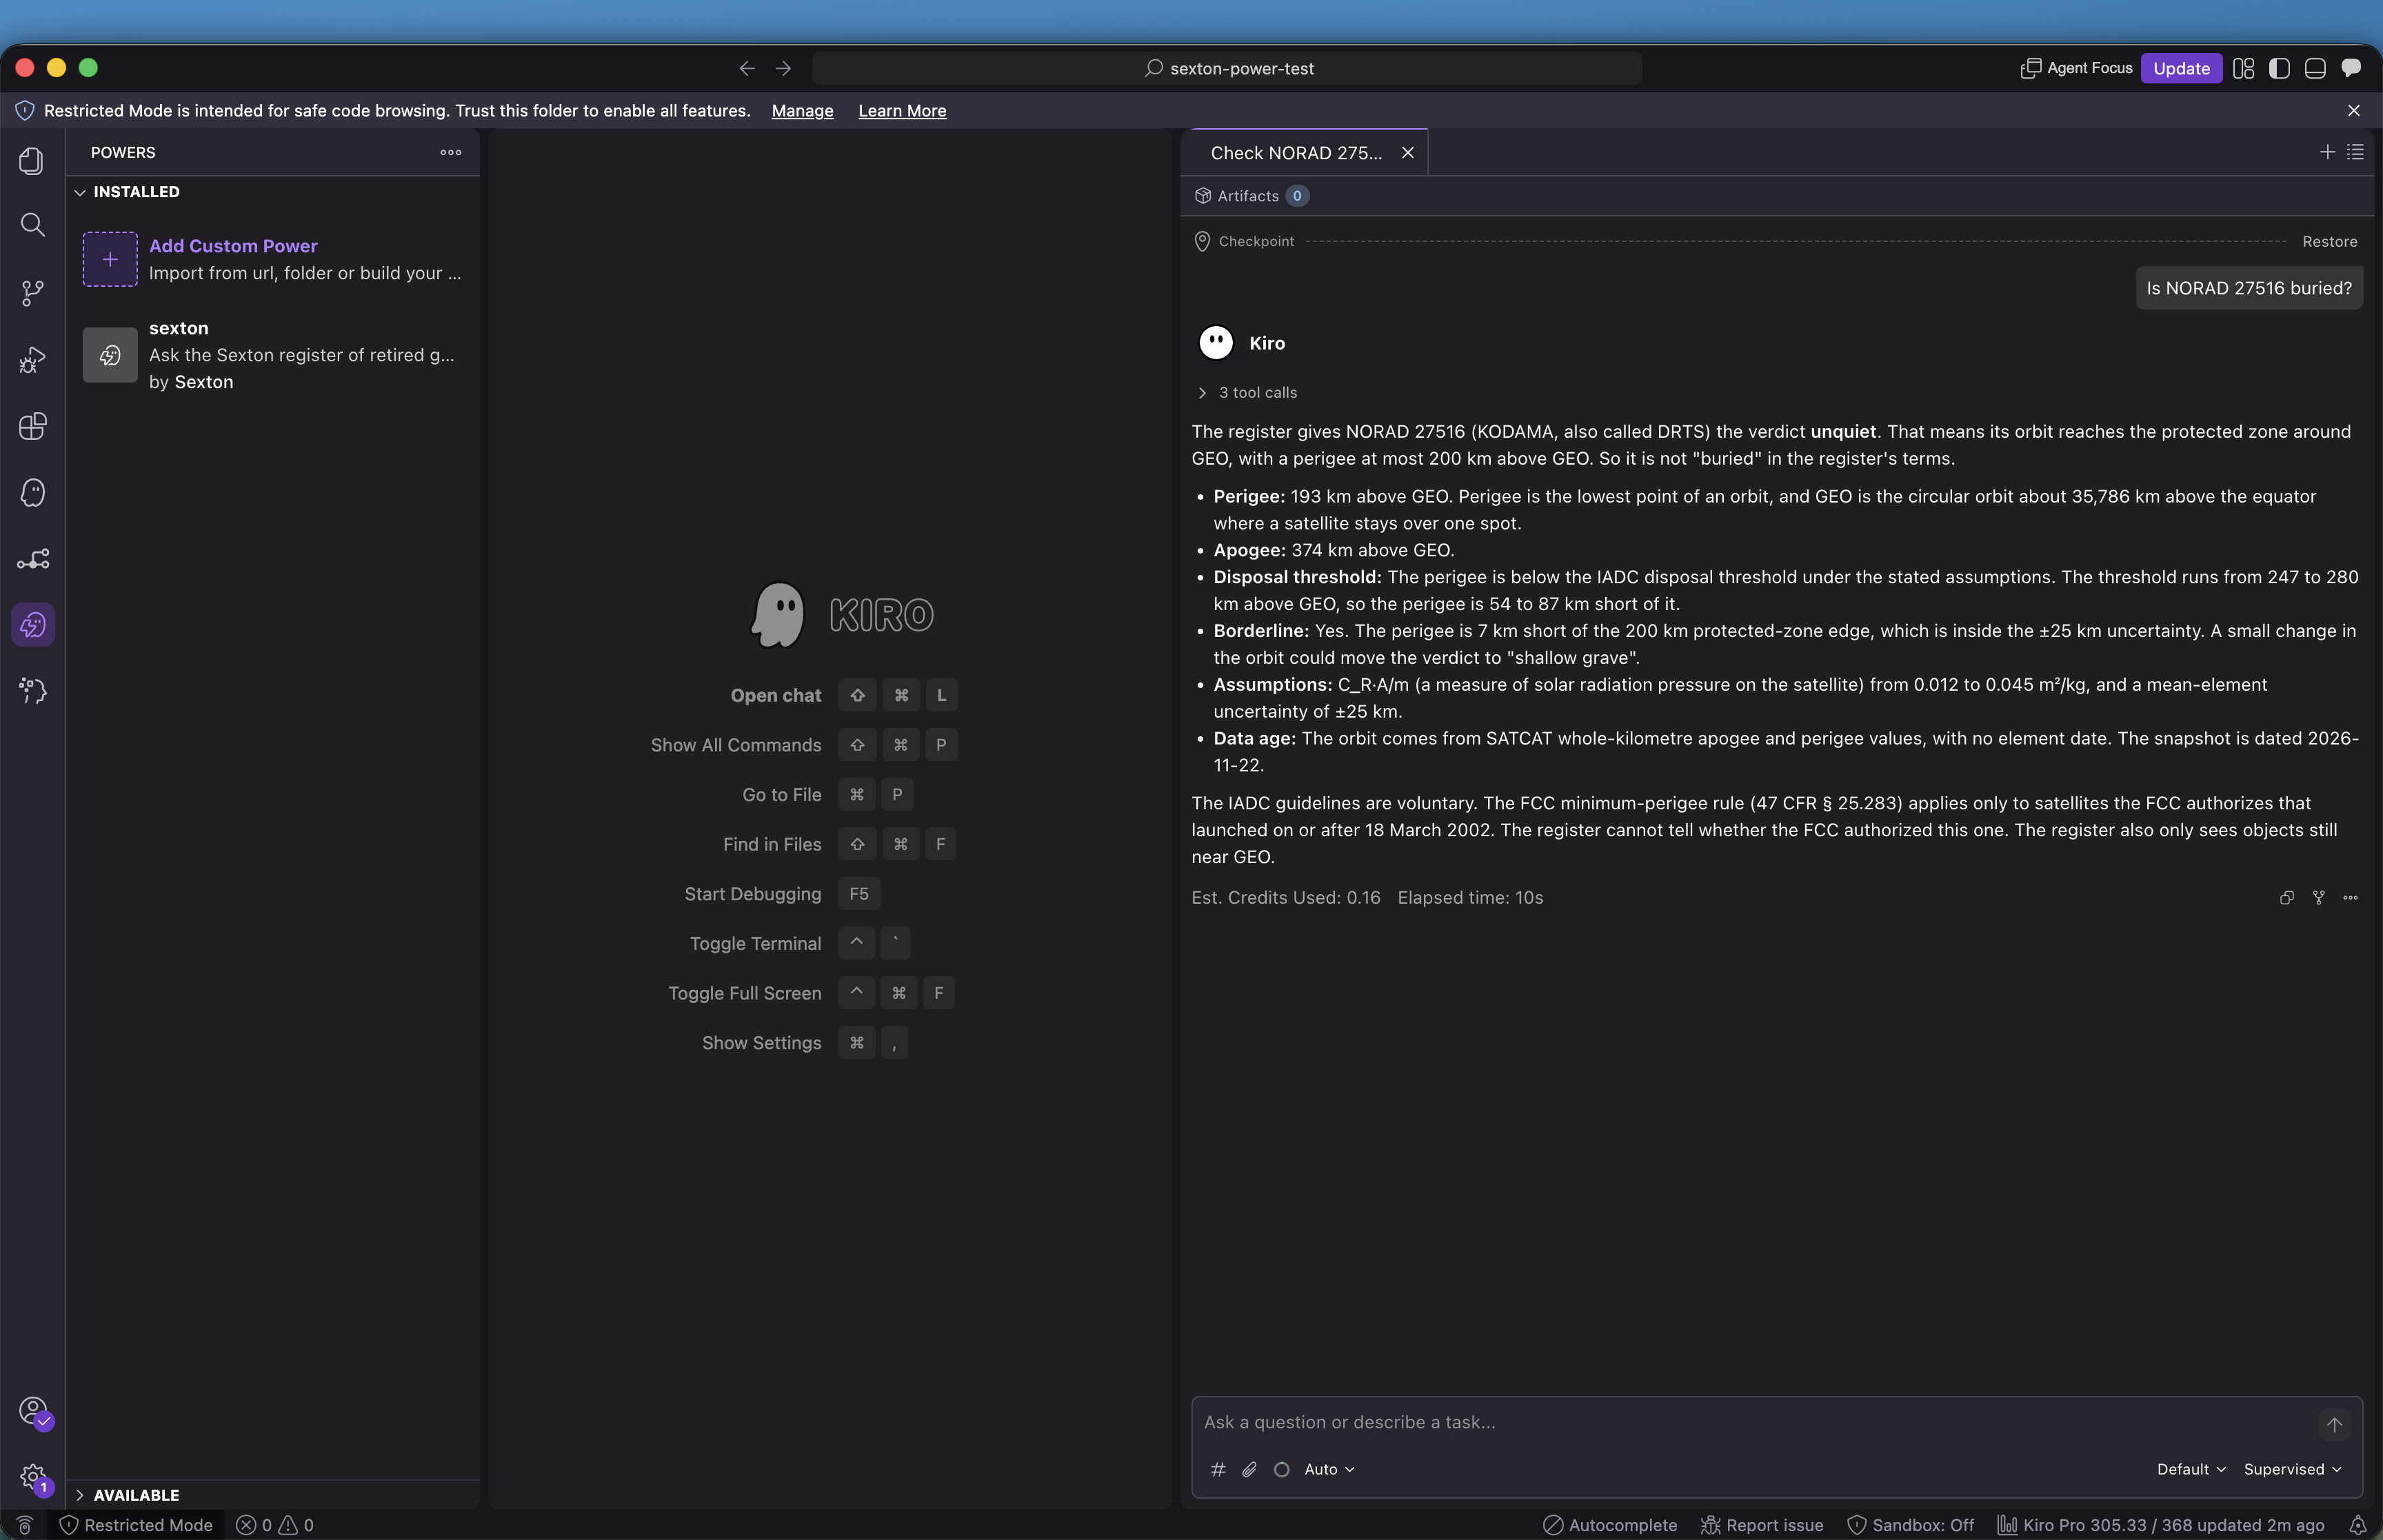 sexton-power-test
Agent Focus
Update
Restricted Mode is intended for safe code browsing. Trust this folder to enable all features. Manage Learn More
POWERS
INSTALLED
Add Custom Power
Import from url, folder or build your ...
sexton
Ask the Sexton register of retired g...
by Sexton
AVAILABLE
KIRO
Open chat ⇧ ⌘ L
Show All Commands ⇧ ⌘ P
Go to File ⌘ P
Find in Files ⇧ ⌘ F
Start Debugging F5
Toggle Terminal ^ `
Toggle Full Screen ^ ⌘ F
Show Settings ⌘ ,
Check NORAD 275...
Artifacts 0
Checkpoint
Restore
Is NORAD 27516 buried?
Kiro
3 tool calls
The register gives NORAD 27516 (KODAMA, also called DRTS) the verdict unquiet. That means its orbit reaches the protected zone around
GEO, with a perigee at most 200 km above GEO. So it is not "buried" in the register's terms.
• Perigee: 193 km above GEO. Perigee is the lowest point of an orbit, and GEO is the circular orbit about 35,786 km above the equator
where a satellite stays over one spot.
• Apogee: 374 km above GEO.
• Disposal threshold: The perigee is below the IADC disposal threshold under the stated assumptions. The threshold runs from 247 to 280
km above GEO, so the perigee is 54 to 87 km short of it.
• Borderline: Yes. The perigee is 7 km short of the 200 km protected-zone edge, which is inside the ±25 km uncertainty. A small change in
the orbit could move the verdict to "shallow grave".
• Assumptions: C_R·A/m (a measure of solar radiation pressure on the satellite) from 0.012 to 0.045 m²/kg, and a mean-element
uncertainty of ±25 km.
• Data age: The orbit comes from SATCAT whole-kilometre apogee and perigee values, with no element date. The snapshot is dated 2026-
11-22.
The IADC guidelines are voluntary. The FCC minimum-perigee rule (47 CFR § 25.283) applies only to satellites the FCC authorizes that
launched on or after 18 March 2002. The register cannot tell whether the FCC authorized this one. The register also only sees objects still
near GEO.
Est. Credits Used: 0.16 Elapsed time: 10s
Ask a question or describe a task...
# Auto
Default
Supervised
1
Restricted Mode
0 0
Autocomplete
Report issue
Sandbox: Off
Kiro Pro 305.33 / 368 updated 2m ago